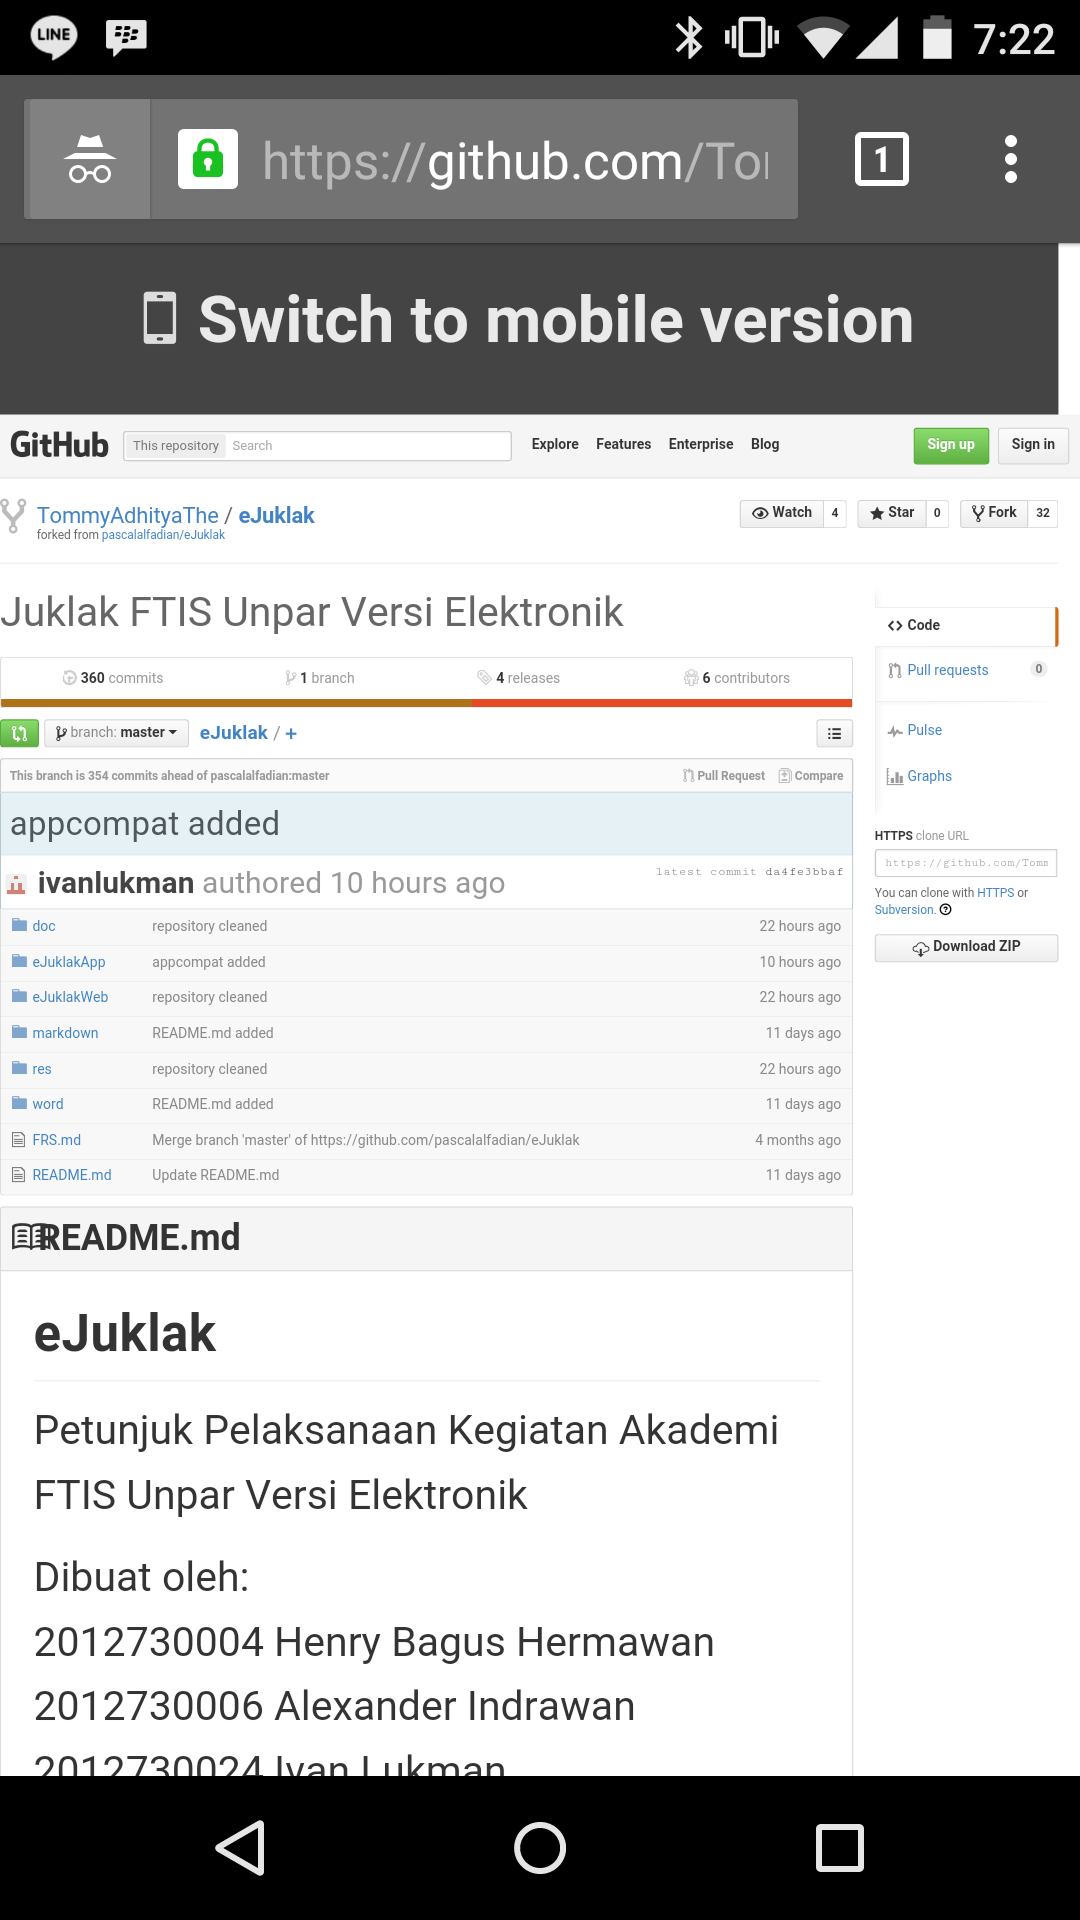 LINE
7:22
https://github.com/To
1
Switch to mobile version
GitHub This repository Search Explore Features Enterprise Blog Sign up Sign in
TommyAdhityaThe / eJuklak Watch 4 Star 0 Fork 32
forked from pascalalfadian/eJuklak
Juklak FTIS Unpar Versi Elektronik
360 commits 1 branch 4 releases 6 contributors
branch: master eJuklak / +
This branch is 354 commits ahead of pascalalfadian:master Pull Request Compare
appcompat added
ivanlukman authored 10 hours ago latest commit da4fe3bbaf
doc repository cleaned 22 hours ago
eJuklakApp appcompat added 10 hours ago
eJuklakWeb repository cleaned 22 hours ago
markdown README.md added 11 days ago
res repository cleaned 22 hours ago
word README.md added 11 days ago
FRS.md Merge branch 'master' of https://github.com/pascalalfadian/eJuklak 4 months ago
README.md Update README.md 11 days ago
Code
Pull requests 0
Pulse
Graphs
HTTPS clone URL
https://github.com/Tomm
You can clone with HTTPS or
Subversion.
Download ZIP
README.md
eJuklak
Petunjuk Pelaksanaan Kegiatan Akademi
FTIS Unpar Versi Elektronik
Dibuat oleh:
2012730004 Henry Bagus Hermawan
2012730006 Alexander Indrawan
2012730024 Ivan Lukman